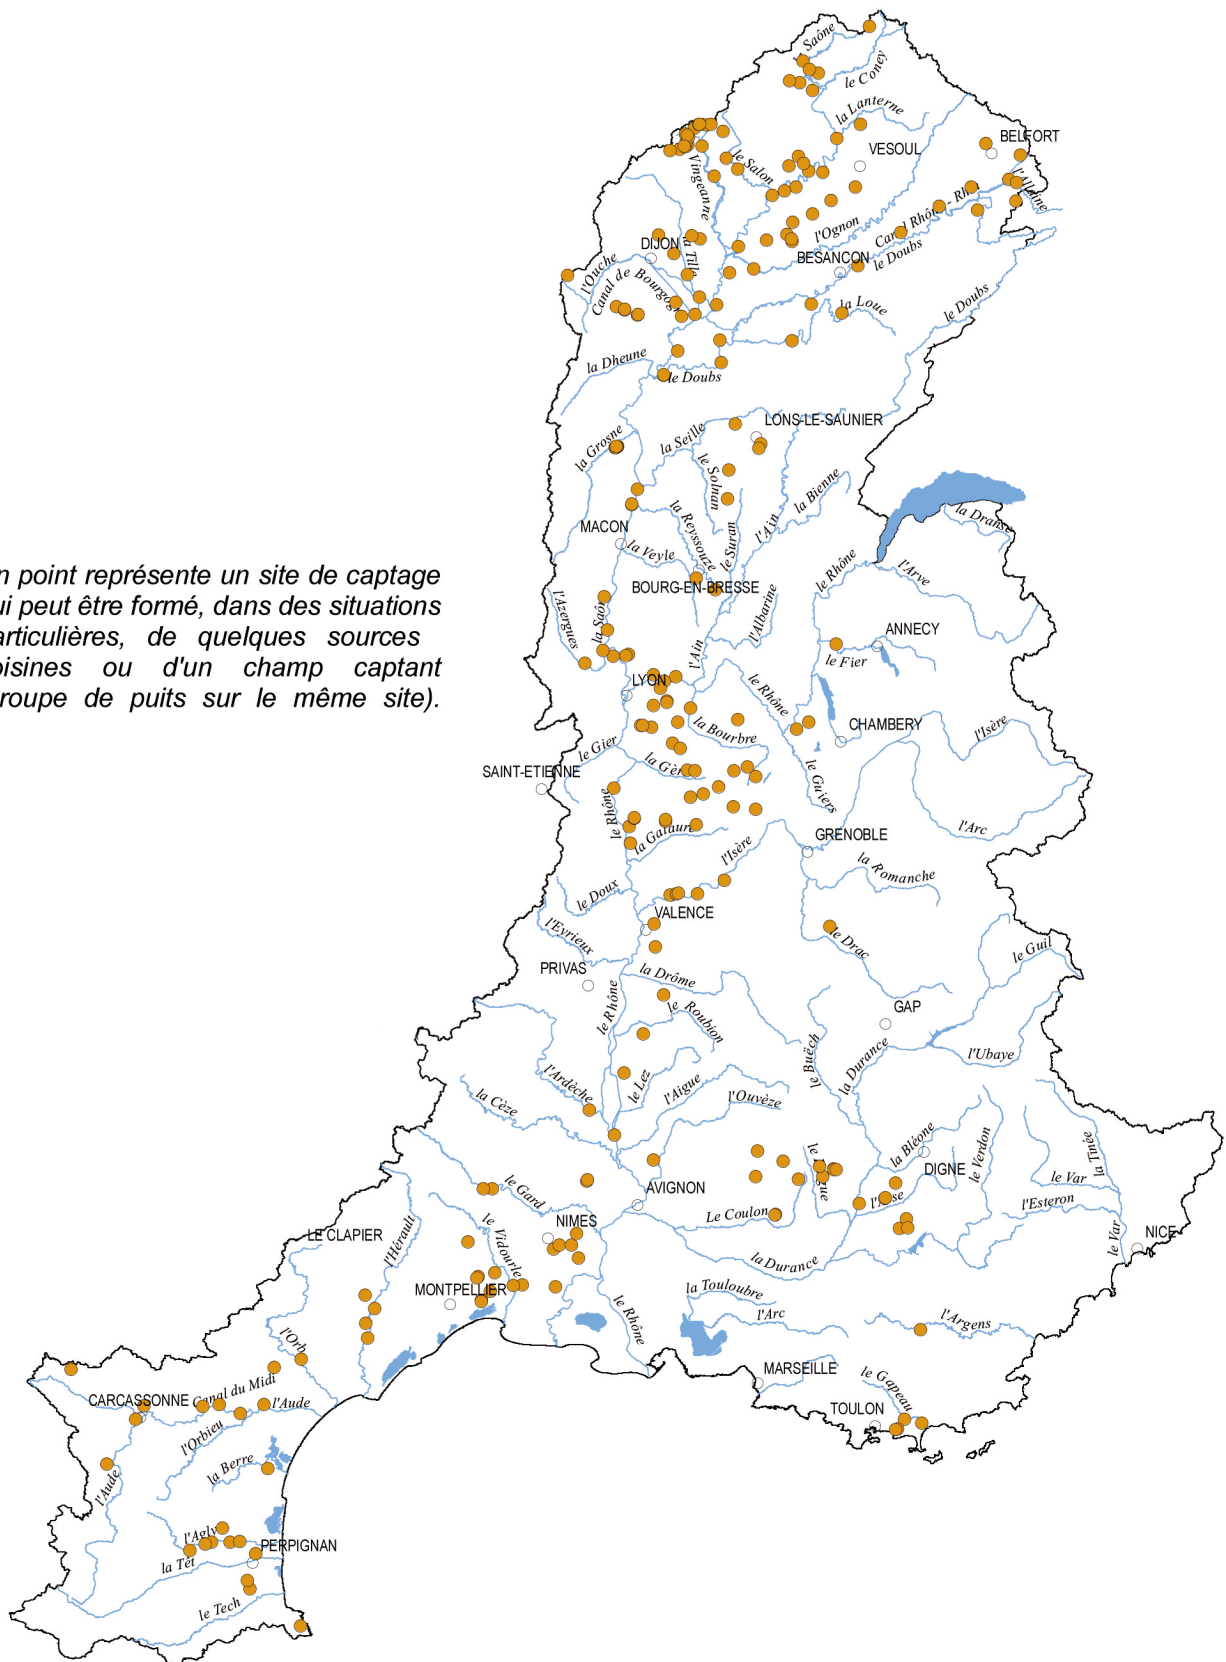 la Saône
le Coney
la Lanterne
BELFORT
VESOUL
le Salon
Vingeanne
l'Allaine
Canal Rhône - Rhin
l'Ognon
DIJON
la Tille
BESANCON
le Doubs
l'Ouche
Canal de Bourgogne
la Loue
le Doubs
la Dheune
le Doubs
LONS-LE-SAUNIER
la Seille
la Grosne
le Solnan
la Bienne
la Reyssouze
l'Ain
le Suran
la Dranse
MACON
la Veyle
le Rhône
l'Arve
n point représente un site de captage
ui peut être formé, dans des situations
articulières, de quelques sources
oisines ou d'un champ captant
roupe de puits sur le même site).
BOURG-EN-BRESSE
l'Azergues
la Saône
l'Albarine
ANNECY
l'Ain
le Fier
LYON
le Rhône
la Bourbre
CHAMBERY
l'Isère
le Gier
SAINT-ETIENNE
la Gère
le Guiers
le Rhône
la Galaure
l'Arc
GRENOBLE
l'Isère
la Romanche
le Doux
VALENCE
l'Eyrieux
le Drac
le Guil
PRIVAS
la Drôme
le Rhône
le Roubion
GAP
le Buëch
la Durance
l'Ubaye
l'Ardèche
le Lez
l'Aigue
la Cèze
l'Ouvèze
la Bléone
DIGNE
le Verdon
la Tinée
le Var
le Gard
AVIGNON
l'Asse
l'Esteron
Le Coulon
NIMES
le Vidourle
LE CLAPIER
l'Hérault
la Durance
le Var
NICE
MONTPELLIER
la Touloubre
le Rhône
l'Arc
l'Argens
l'Orb
MARSEILLE
le Gapeau
TOULON
CARCASSONNE
Canal du Midi
l'Aude
l'Orbieu
la Berre
l'Aude
l'Agly
PERPIGNAN
la Têt
le Tech